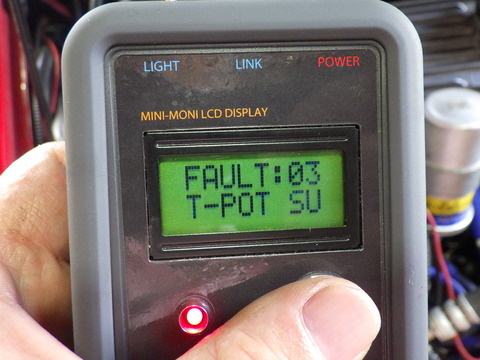 LIGHT LINK POWER
MINI-MONI LCD DISPLAY
FAULT:03
T-POT SU